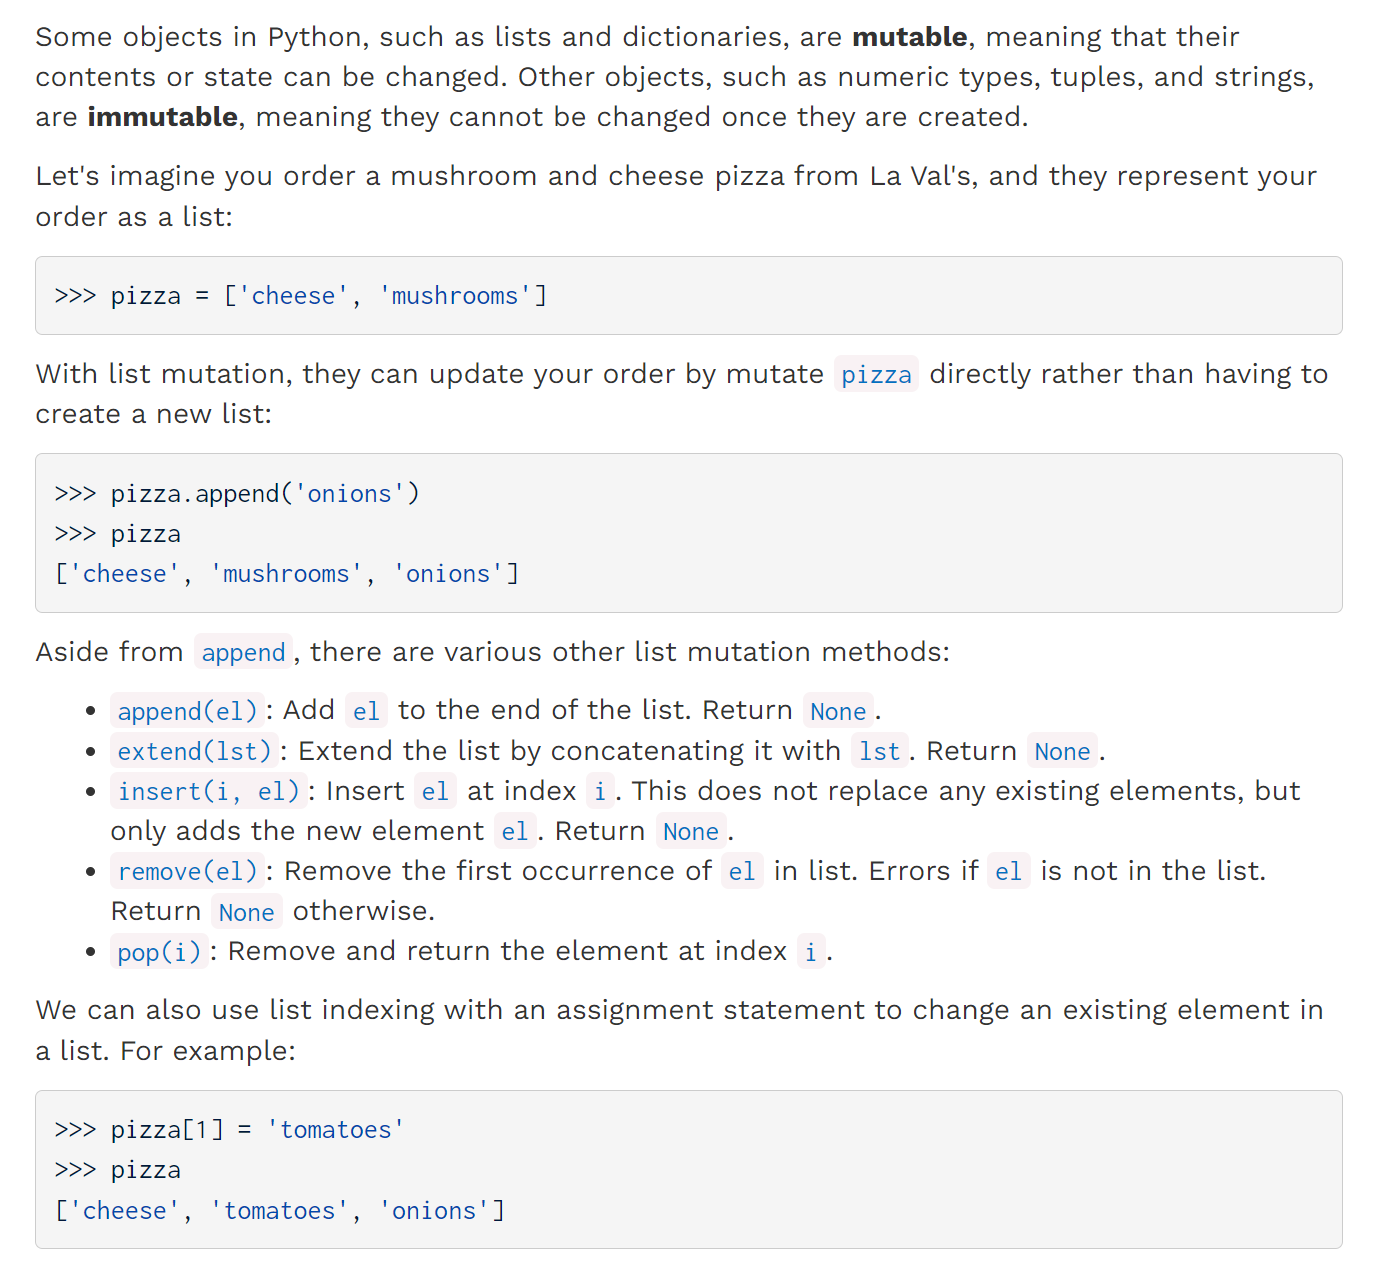 Some objects in Python, such as lists and dictionaries, are mutable, meaning that their
contents or state can be changed. Other objects, such as numeric types, tuples, and strings,
are immutable, meaning they cannot be changed once they are created.
Let's imagine you order a mushroom and cheese pizza from La Val's, and they represent your
order as a list:
>>> pizza = ['cheese', 'mushrooms']
With list mutation, they can update your order by mutate pizza directly rather than having to
create a new list:
>>> pizza.append('onions')
>>> pizza
['cheese', 'mushrooms', 'onions']
Aside from append, there are various other list mutation methods:
• append(el): Add el to the end of the list. Return None.
• extend(lst): Extend the list by concatenating it with lst. Return None.
• insert(i, el): Insert el at index i. This does not replace any existing elements, but
only adds the new element el. Return None.
• remove(el): Remove the first occurrence of el in list. Errors if el is not in the list.
Return None otherwise.
• pop(i): Remove and return the element at index i.
We can also use list indexing with an assignment statement to change an existing element in
a list. For example:
>>> pizza[1] = 'tomatoes'
>>> pizza
['cheese', 'tomatoes', 'onions']